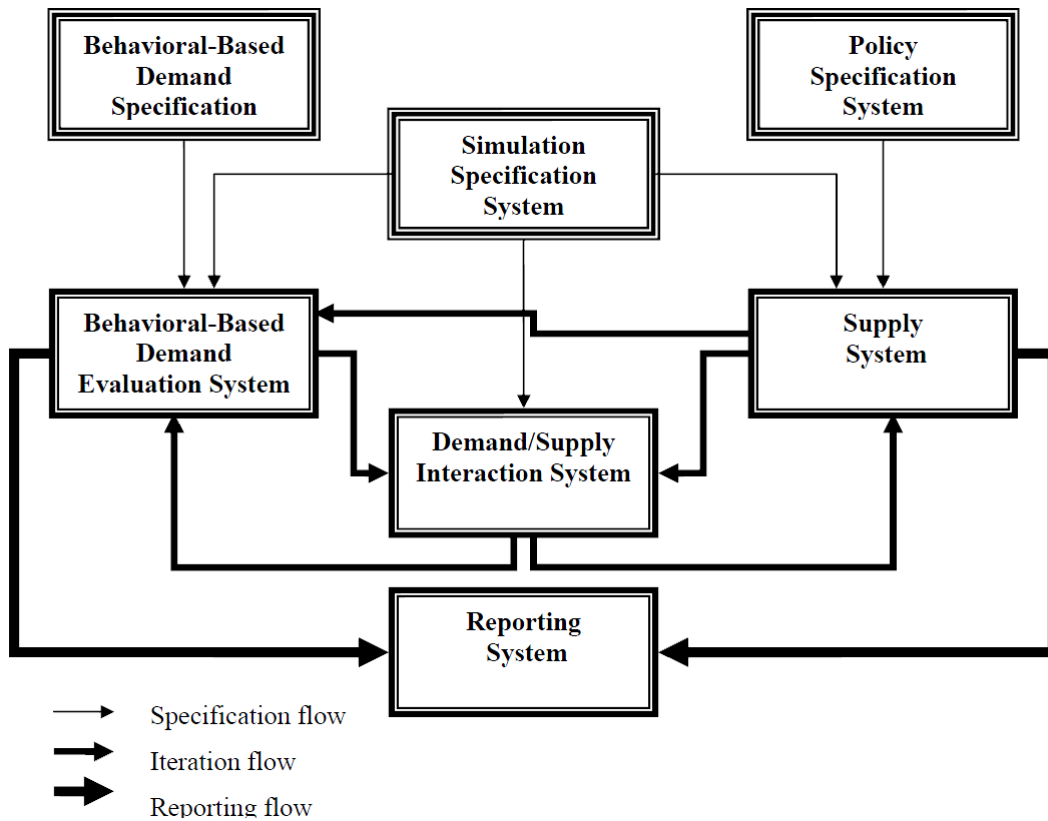 Behavioral-Based
Demand
Specification
Policy
Specification
System
Simulation
Specification
System
Behavioral-Based
Demand
Evaluation System
Supply
System
Demand/Supply
Interaction System
Reporting
System
Specification flow
Iteration flow
Reporting flow